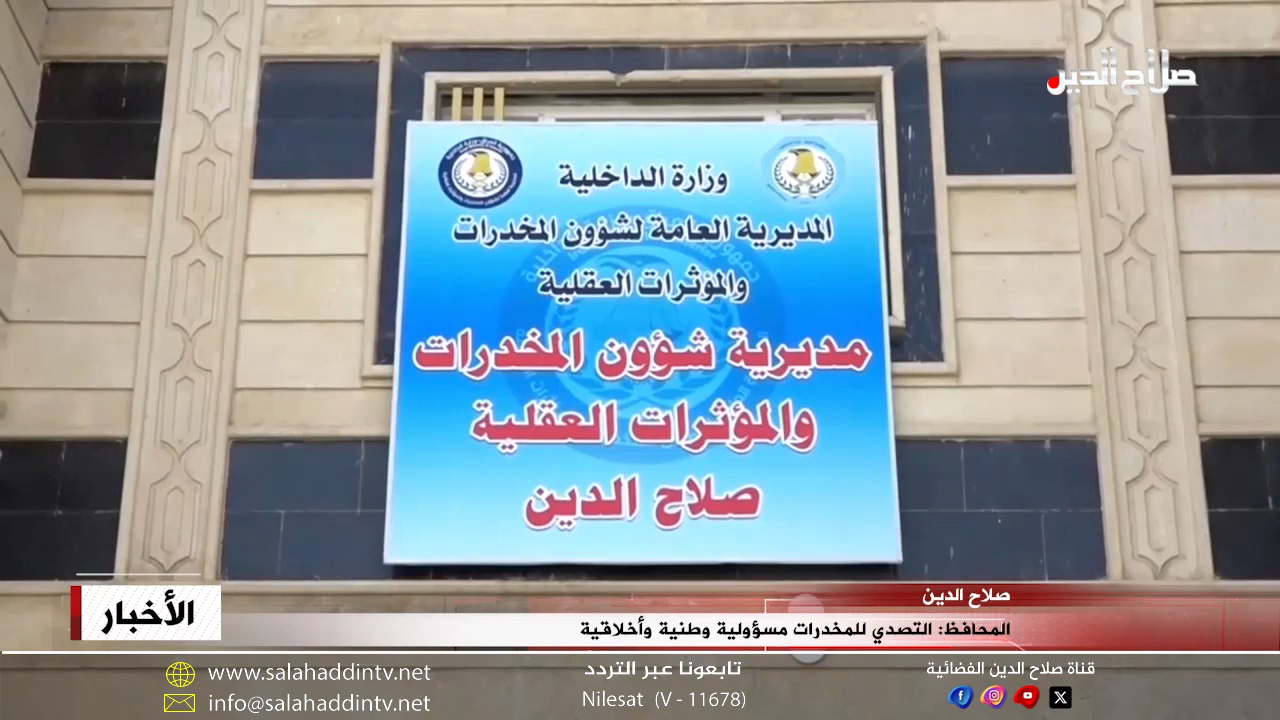 صلاح الدين
وزارة الداخلية
المديرية العامة لشؤون المخدرات
والمؤثرات العقلية
مديرية شؤون المخدرات
والمؤثرات العقلية
صلاح الدين
صلاح الدين
الأخبار
المحافظ: التصدي للمخدرات مسؤولية وطنية وأخلاقية
قناة صلاح الدين الفضائية
تابعونا عبر التردد
Nilesat (V - 11678)
www.salahaddintv.net
info@salahaddintv.net